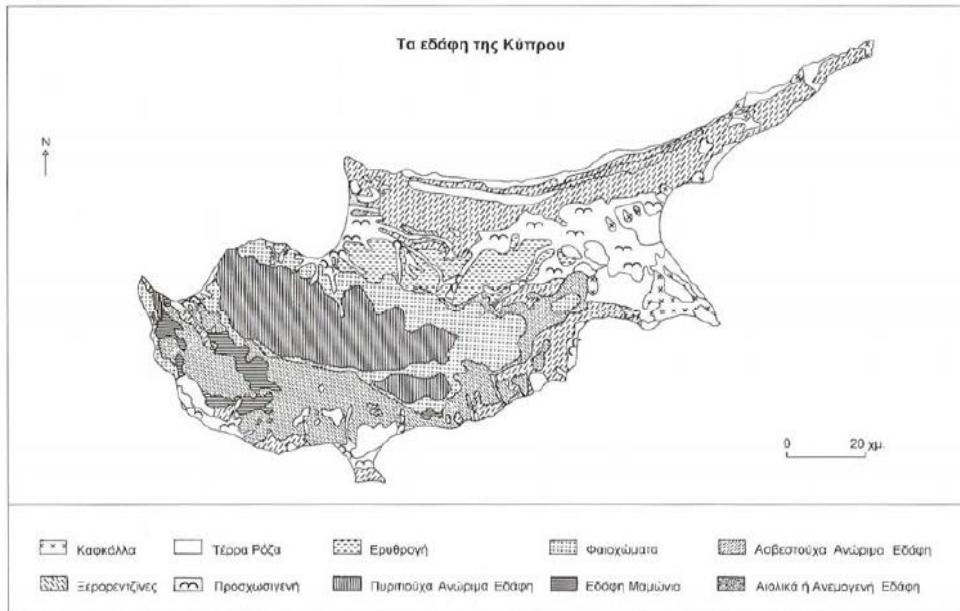 Τα εδάφη της Κύπρου
N
0 20 χμ.
Καφκάλλα Τέρρα Ρόζα Ερυθρογή Φαιοχώματα Ασβεστούχα Ανώριμα Εδάφη
Ξερορεντζίνες Προσχωσιγενή Πυριτιούχα Ανώριμα Εδάφη Εδάφη Μαμώνια Αιολικά ή Ανεμογενή Εδάφη